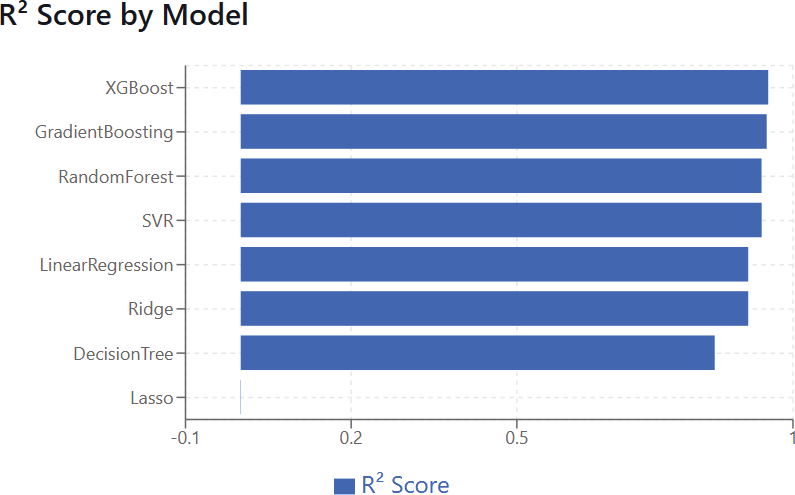 R² Score by Model
XGBoost
GradientBoosting
RandomForest
SVR
LinearRegression
Ridge
DecisionTree
Lasso
-0.1 0.2 0.5 1
R² Score